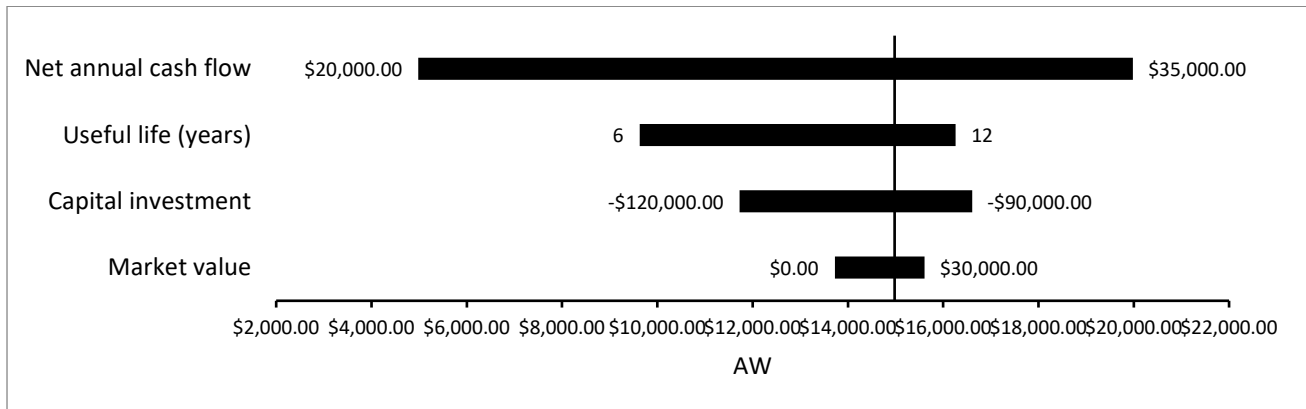 Net annual cash flow $20,000.00 $35,000.00
Useful life (years) 6 12
Capital investment -$120,000.00 -$90,000.00
Market value $0.00 $30,000.00
$2,000.00 $4,000.00 $6,000.00 $8,000.00 $10,000.00 $12,000.00 $14,000.00 $16,000.00 $18,000.00 $20,000.00 $22,000.00
AW